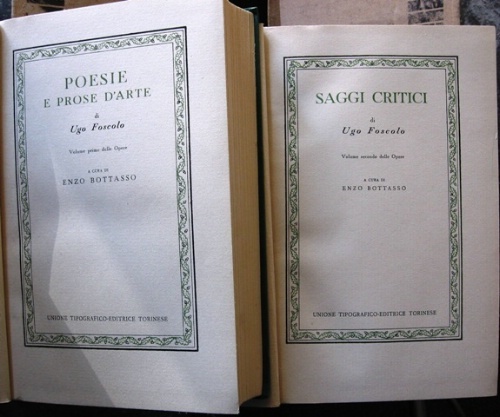 POESIE
E PROSE D'ARTE
di
Ugo Foscolo
Volume primo delle Opere
A CURA DI
ENZO BOTTASSO
UNIONE TIPOGRAFICO-EDITRICE TORINESE
SAGGI CRITICI
di
Ugo Foscolo
Volume secondo delle Opere
A CURA DI
ENZO BOTTASSO
UNIONE TIPOGRAFICO-EDITRICE TORINESE